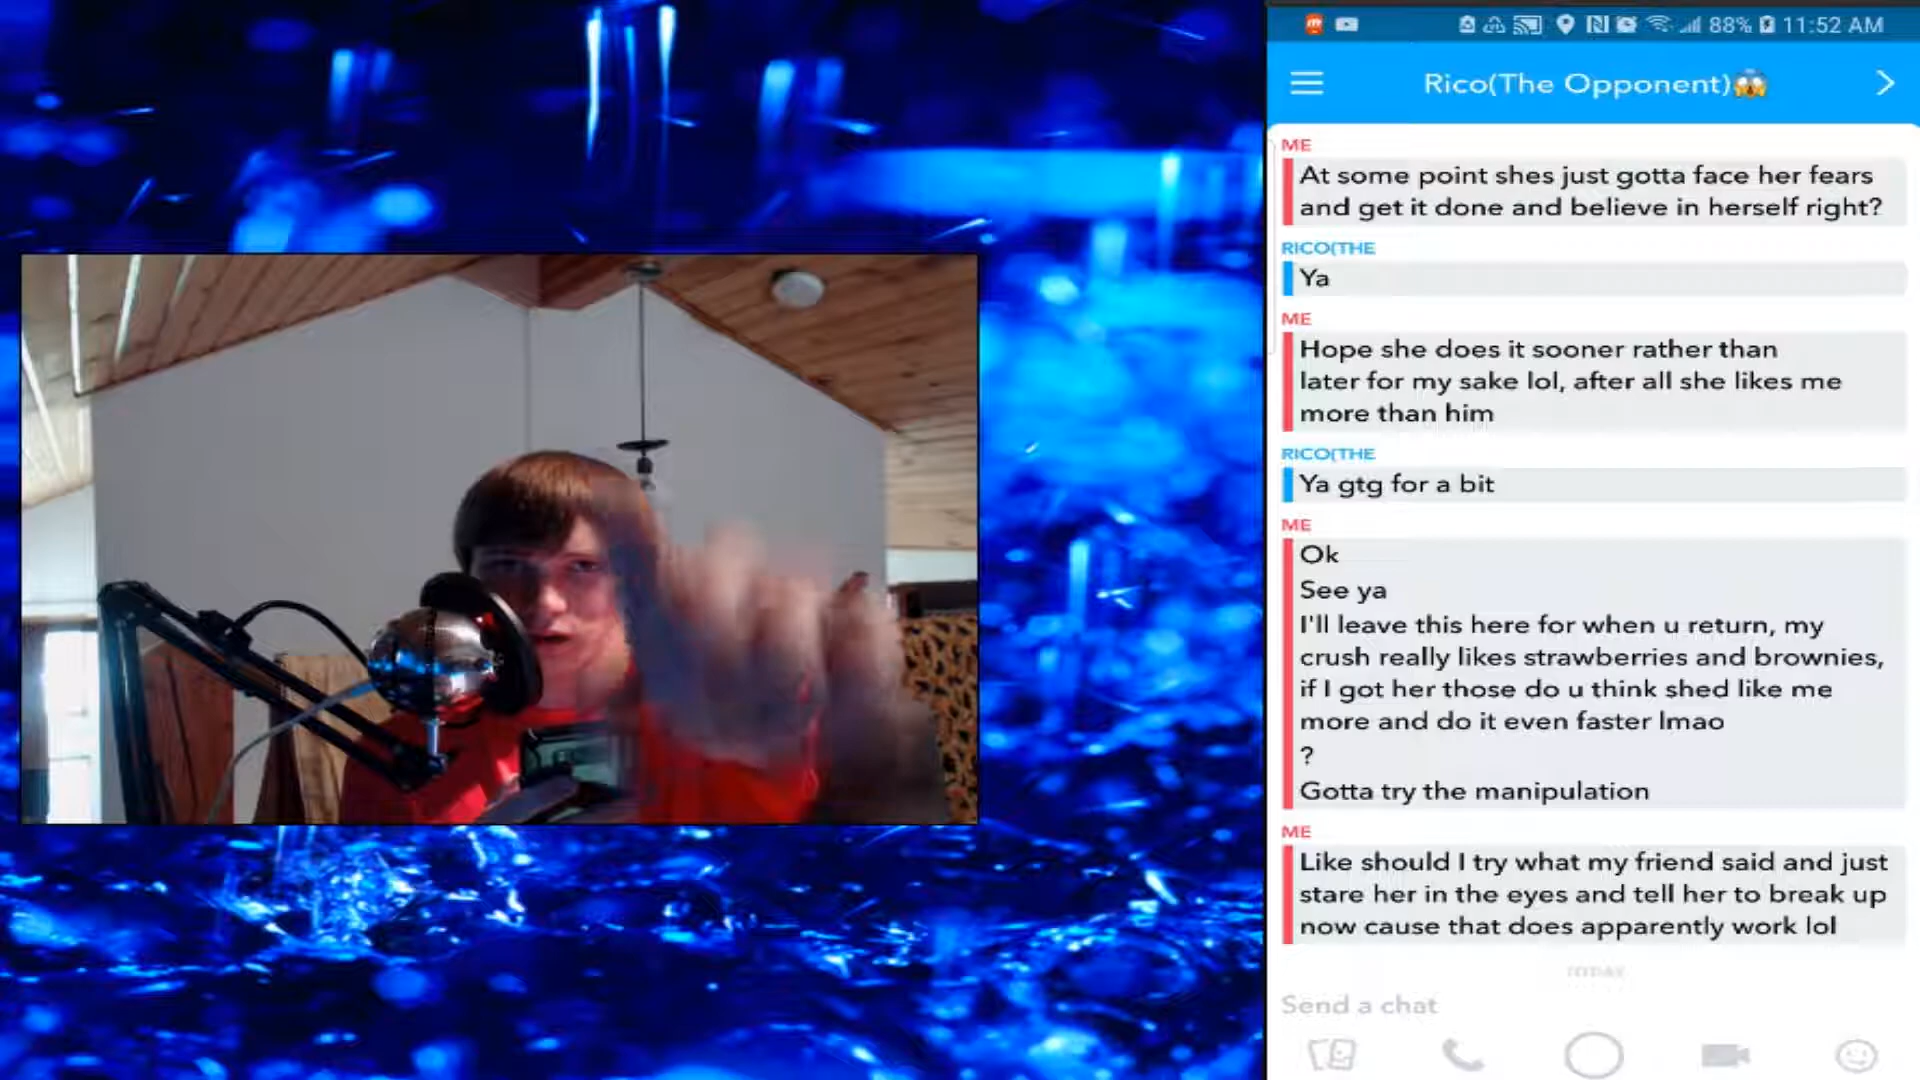 88% 11:52 AM
Rico(The Opponent)😱
ME
At some point shes just gotta face her fears
and get it done and believe in herself right?
RICO(THE
Ya
ME
Hope she does it sooner rather than
later for my sake lol, after all she likes me
more than him
RICO(THE
Ya gtg for a bit
ME
Ok
See ya
I'll leave this here for when u return, my
crush really likes strawberries and brownies,
if I got her those do u think shed like me
more and do it even faster lmao
?
Gotta try the manipulation
ME
Like should I try what my friend said and just
stare her in the eyes and tell her to break up
now cause that does apparently work lol
TODAY
Send a chat